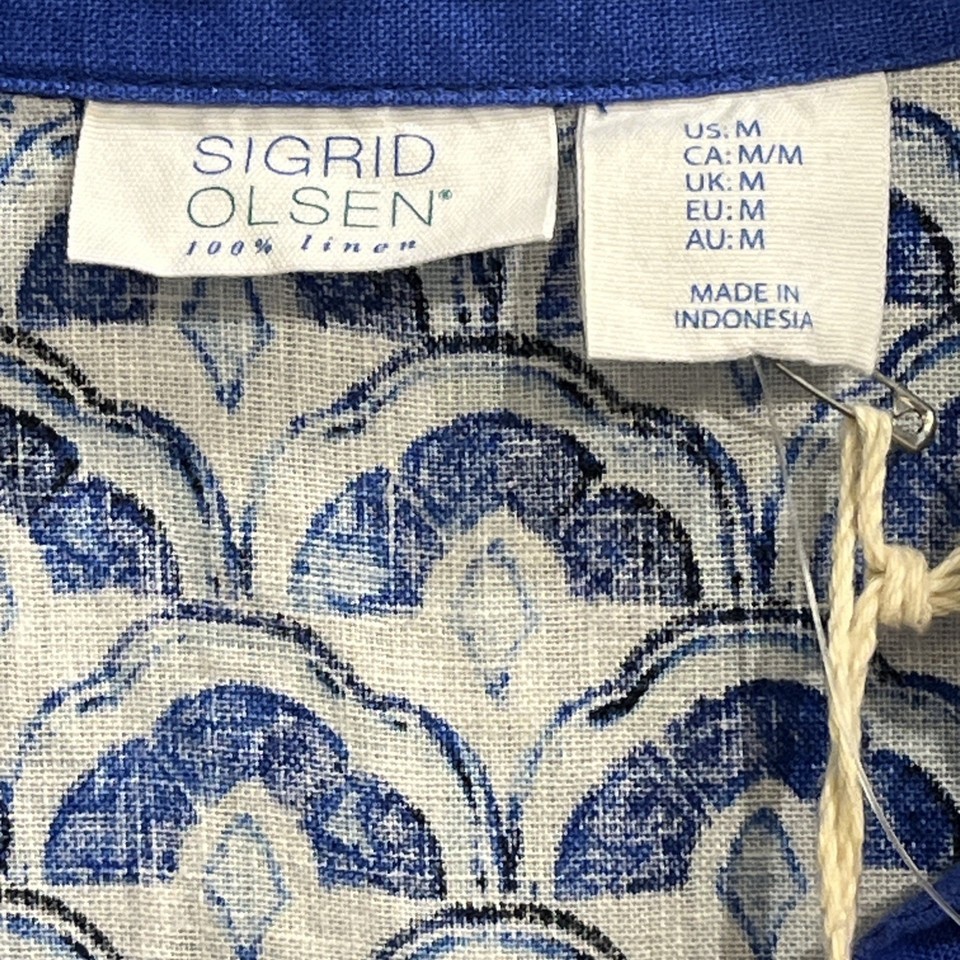 SIGRID
OLSEN®
100% linen
US: M
CA: M/M
UK: M
EU: M
AU: M
MADE IN
INDONESIA